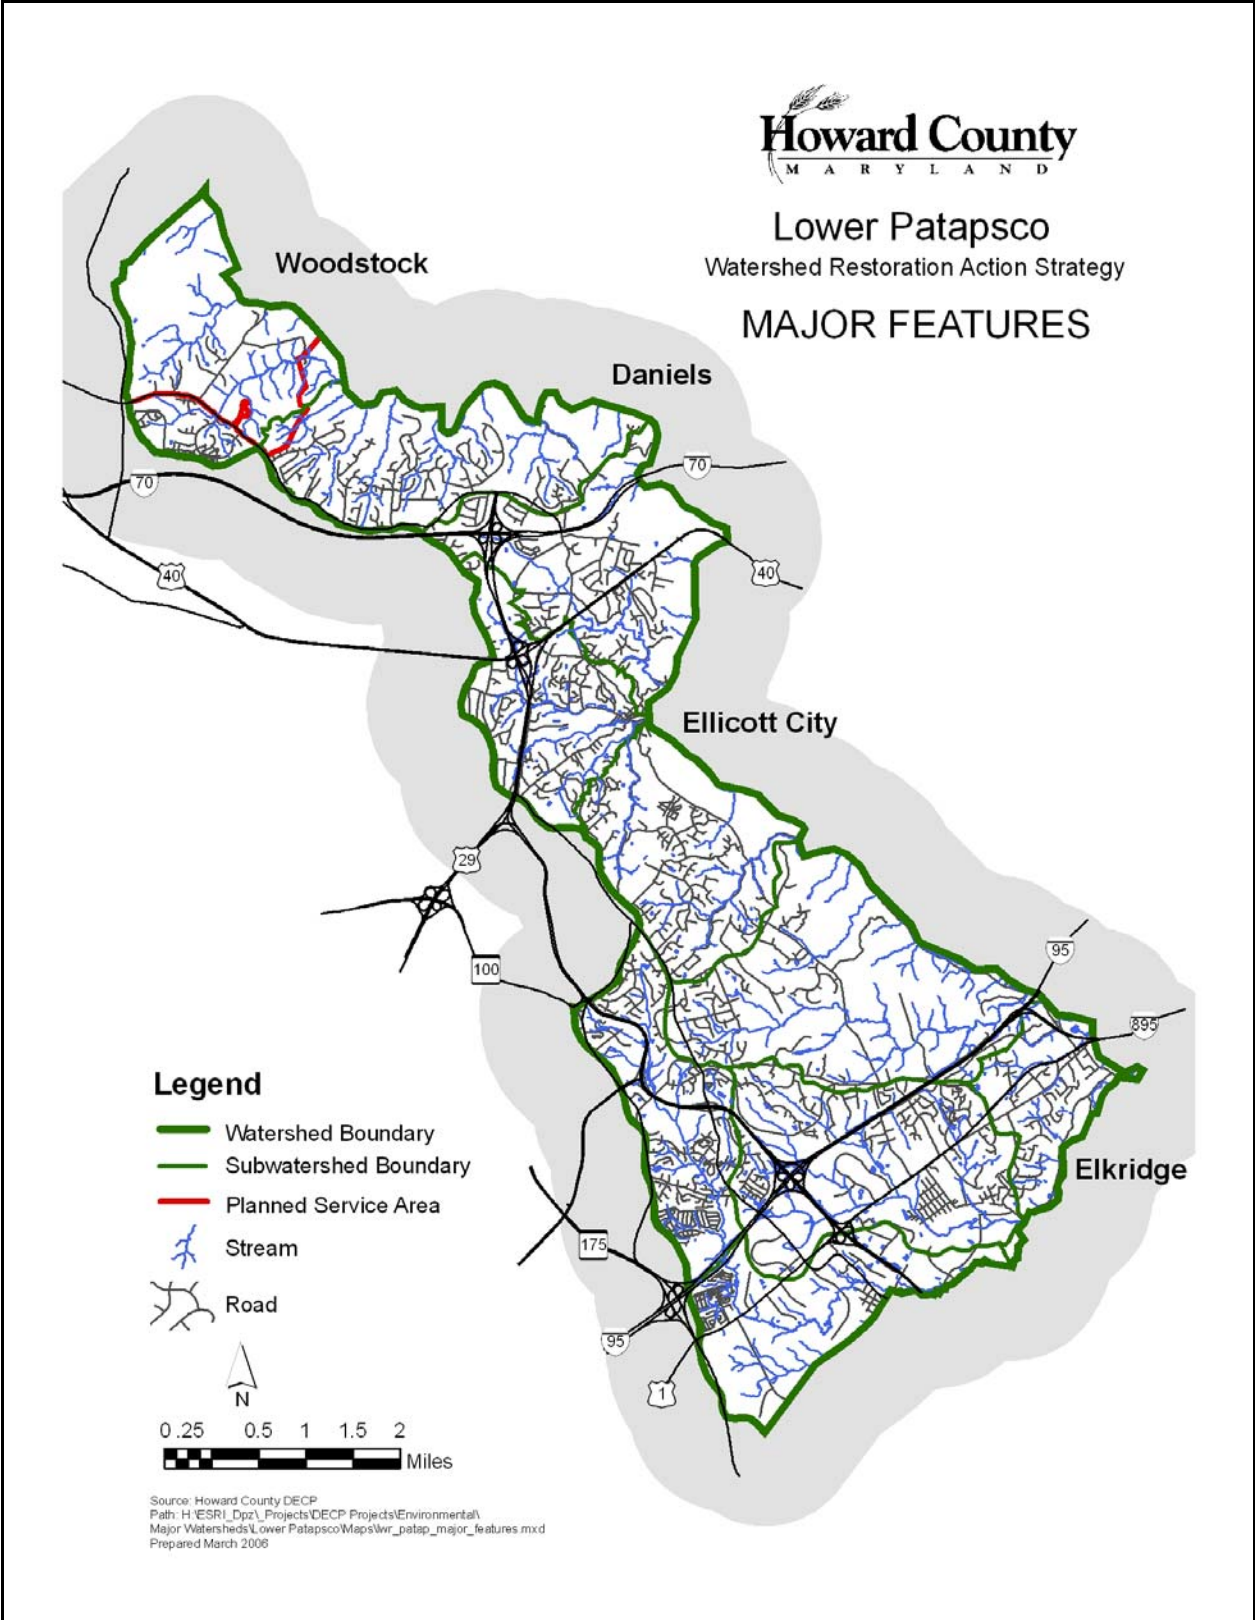 Howard County
MARYLAND
Lower Patapsco
Watershed Restoration Action Strategy
MAJOR FEATURES
Woodstock
Daniels
70
70
40
40
Ellicott City
29
100
95
895
Legend
Watershed Boundary
Subwatershed Boundary
Planned Service Area
Stream
Road
Elkridge
175
95
1
N
0 .25 0.5 1 1.5 2
Miles
Source: Howard County DECP
Path: H:\ESRI_Dpz\_Projects\DECP Projects\Environmental\
Major Watersheds\Lower Patapsco\Maps\lwr_patap_major_features.mxd
Prepared March 2006